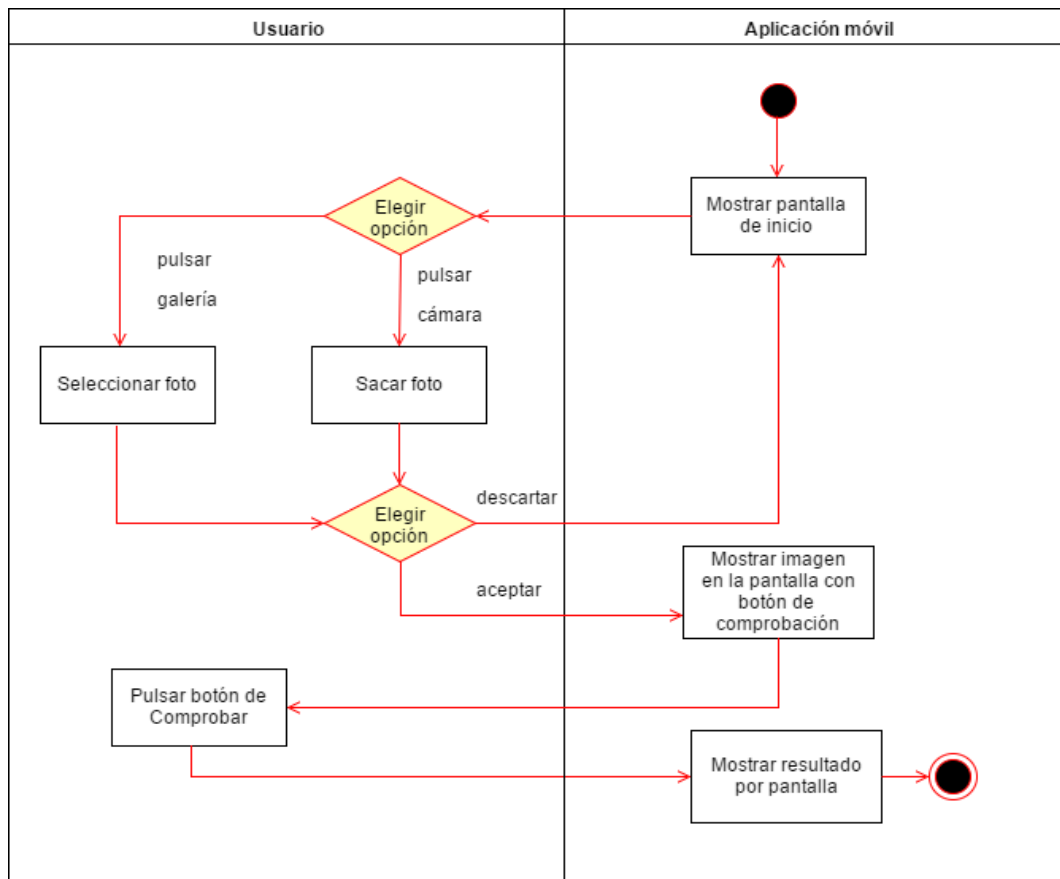 Usuario
Aplicación móvil
Mostrar pantalla
de inicio
Elegir
opción
pulsar
galería
pulsar
cámara
Seleccionar foto
Sacar foto
Elegir
opción
descartar
aceptar
Mostrar imagen
en la pantalla con
botón de
comprobación
Pulsar botón de
Comprobar
Mostrar resultado
por pantalla